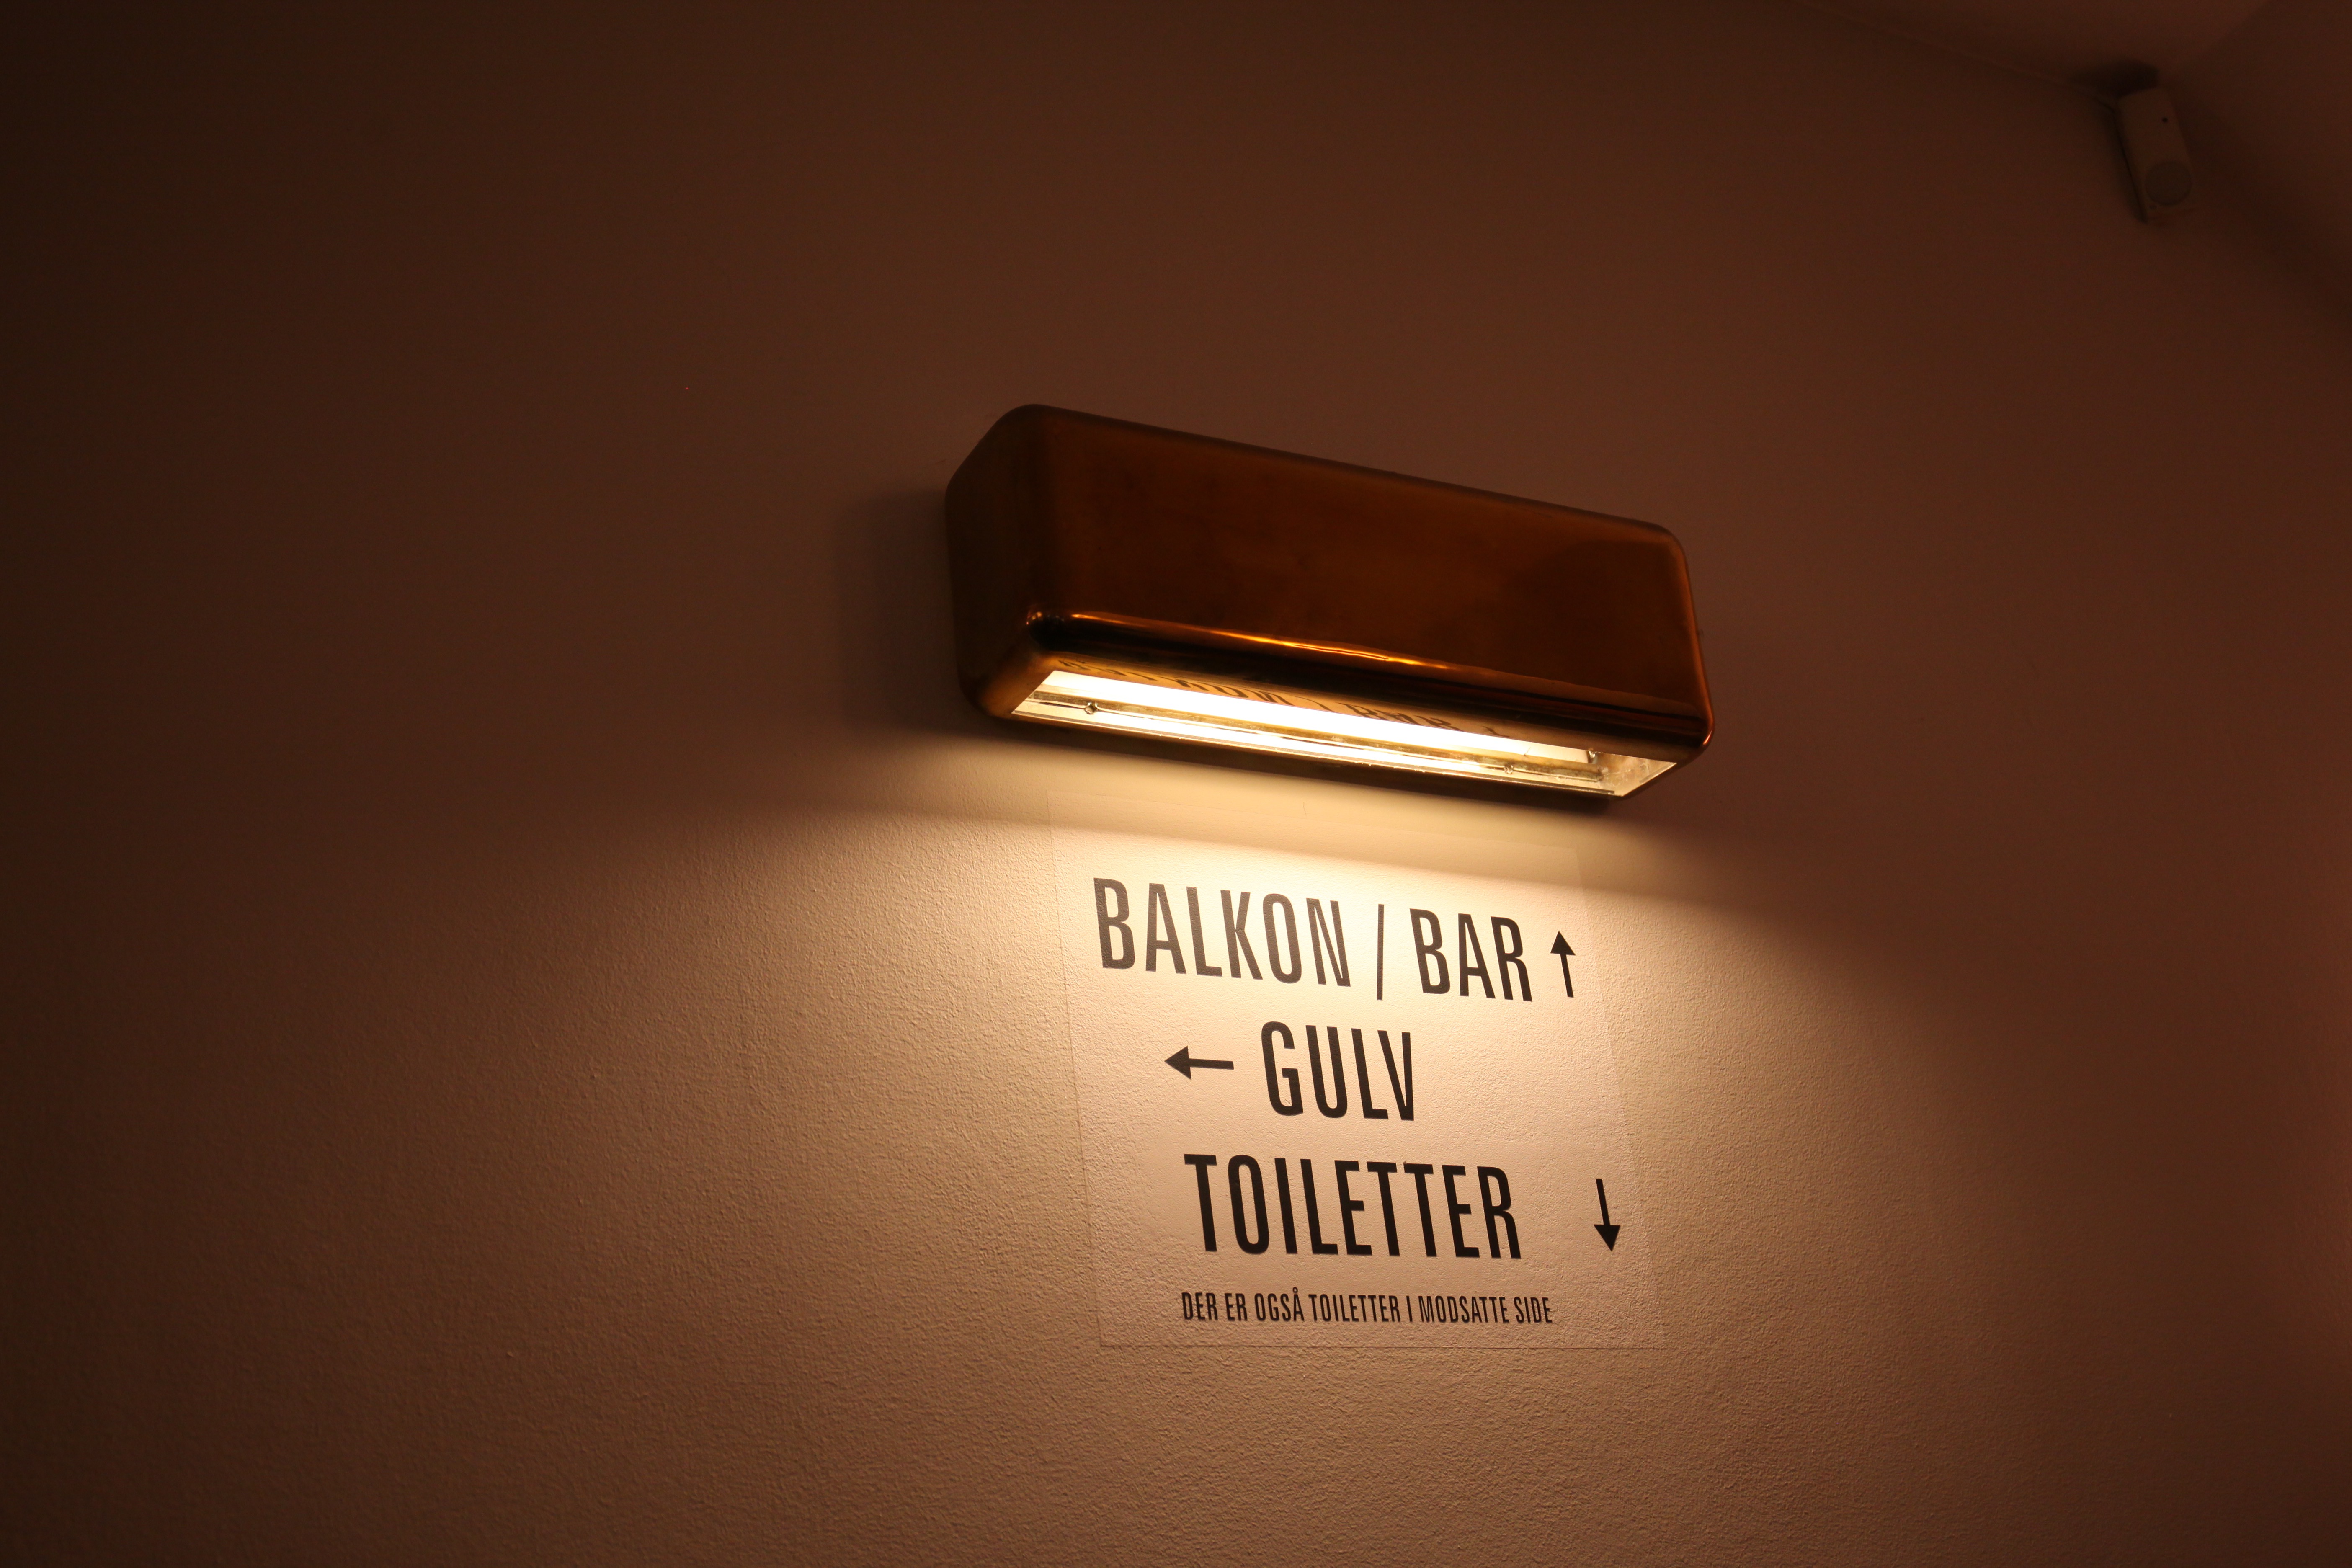 BALKON / BAR ↑
← GULV
TOILETTER ↓
DER ER OGSÅ TOILETTER I MODSATTE SIDE